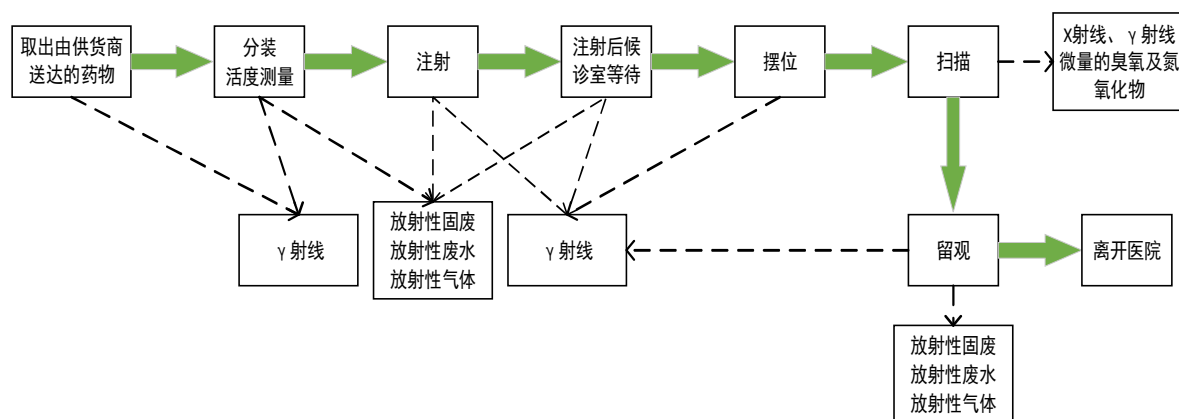 取出由供货商
送达的药物
分装
活度测量
注射
注射后候
诊室等待
摆位
扫描
X射线、γ 射线
微量的臭氧及氮
氧化物
γ 射线
放射性固废
放射性废水
放射性气体
γ 射线
留观
离开医院
放射性固废
放射性废水
放射性气体